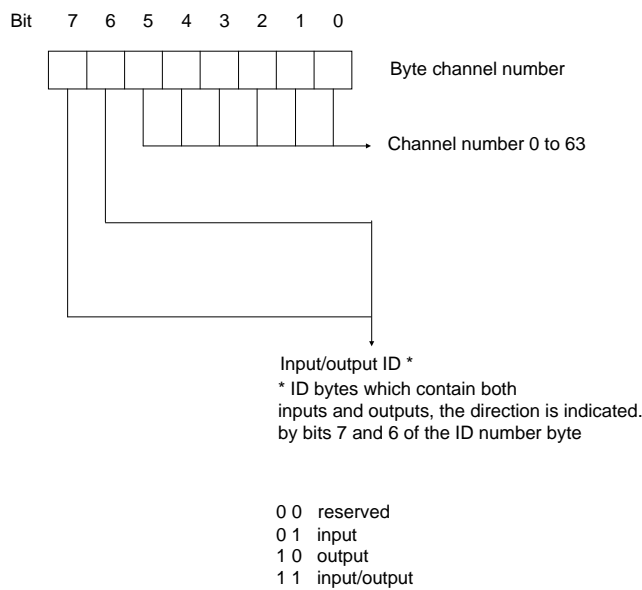 Bit 7 6 5 4 3 2 1 0
Byte channel number
Channel number 0 to 63
Input/output ID *
* ID bytes which contain both
inputs and outputs, the direction is indicated.
by bits 7 and 6 of the ID number byte
0 0 reserved
0 1 input
1 0 output
1 1 input/output